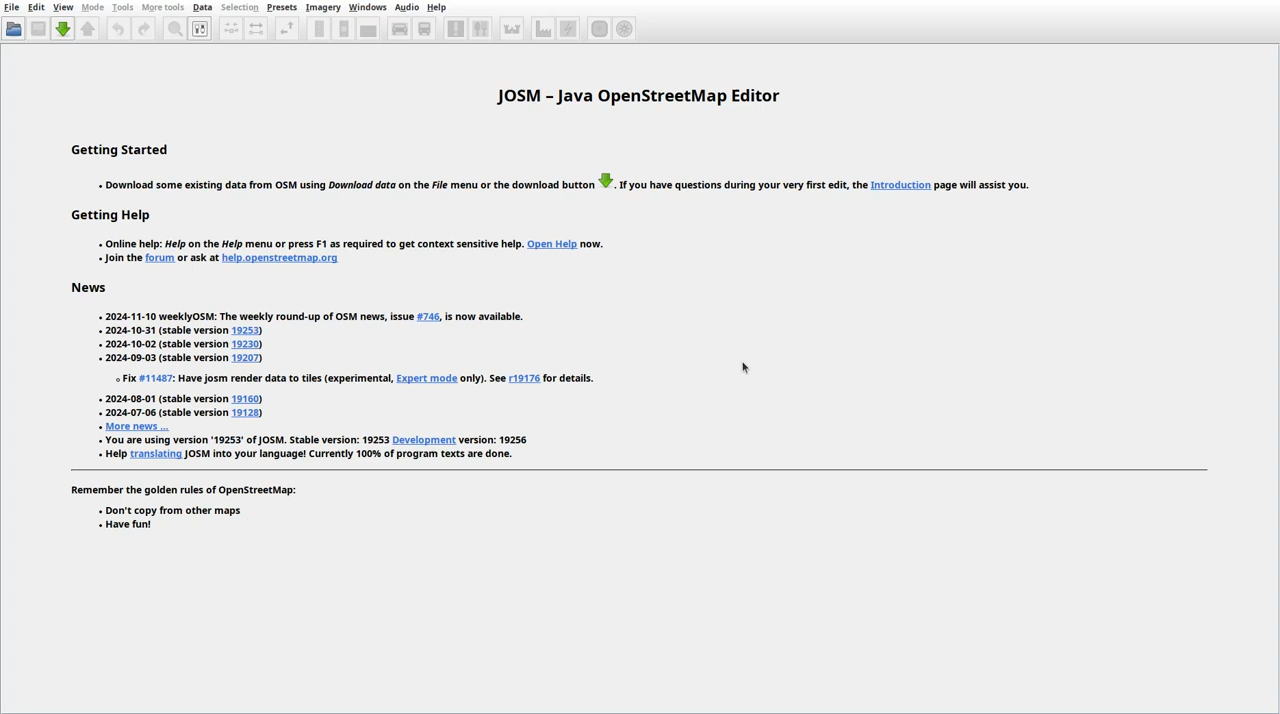 File Edit View Mode Tools More tools Data Selection Presets Imagery Windows Audio Help
JOSM – Java OpenStreetMap Editor
Getting Started
• Download some existing data from OSM using Download data on the File menu or the download button . If you have questions during your very first edit, the Introduction page will assist you.
Getting Help
• Online help: Help on the Help menu or press F1 as required to get context sensitive help. Open Help now.
• Join the forum or ask at help.openstreetmap.org
News
• 2024-11-10 weeklyOSM: The weekly round-up of OSM news, issue #746, is now available.
• 2024-10-31 (stable version 19253)
• 2024-10-02 (stable version 19230)
• 2024-09-03 (stable version 19207)
◦ Fix #11487: Have josm render data to tiles (experimental, Expert mode only). See r19176 for details.
• 2024-08-01 (stable version 19160)
• 2024-07-06 (stable version 19128)
• More news ...
• You are using version '19253' of JOSM. Stable version: 19253 Development version: 19256
• Help translating JOSM into your language! Currently 100% of program texts are done.
Remember the golden rules of OpenStreetMap:
• Don't copy from other maps
• Have fun!